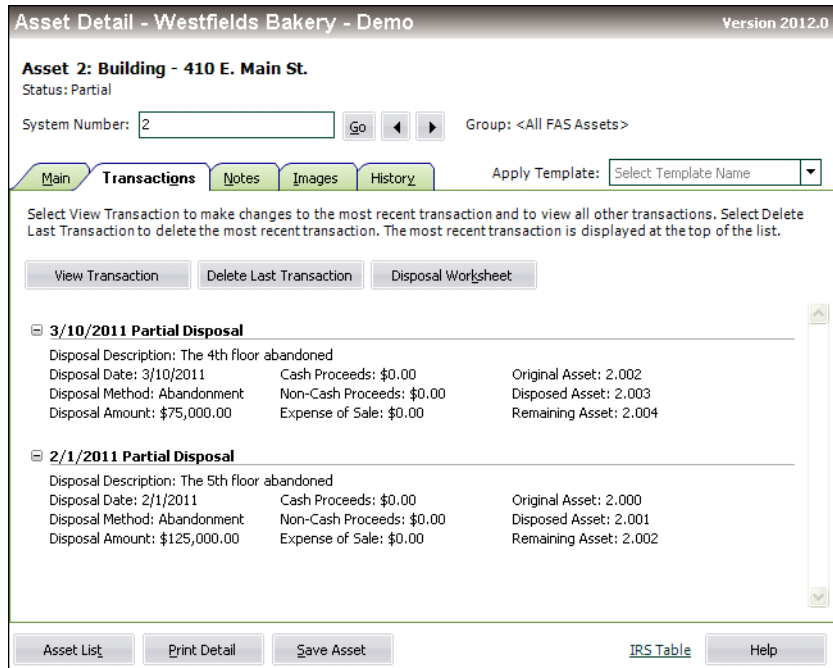 Asset Detail - Westfields Bakery - Demo Version 2012.0
Asset 2: Building - 410 E. Main St.
Status: Partial
System Number: 2 Go Group: <All FAS Assets>
Main Transactions Notes Images History Apply Template: Select Template Name
Select View Transaction to make changes to the most recent transaction and to view all other transactions. Select Delete
Last Transaction to delete the most recent transaction. The most recent transaction is displayed at the top of the list.
View Transaction Delete Last Transaction Disposal Worksheet
3/10/2011 Partial Disposal
Disposal Description: The 4th floor abandoned
Disposal Date: 3/10/2011 Cash Proceeds: $0.00 Original Asset: 2.002
Disposal Method: Abandonment Non-Cash Proceeds: $0.00 Disposed Asset: 2.003
Disposal Amount: $75,000.00 Expense of Sale: $0.00 Remaining Asset: 2.004
2/1/2011 Partial Disposal
Disposal Description: The 5th floor abandoned
Disposal Date: 2/1/2011 Cash Proceeds: $0.00 Original Asset: 2.000
Disposal Method: Abandonment Non-Cash Proceeds: $0.00 Disposed Asset: 2.001
Disposal Amount: $125,000.00 Expense of Sale: $0.00 Remaining Asset: 2.002
Asset List Print Detail Save Asset IRS Table Help